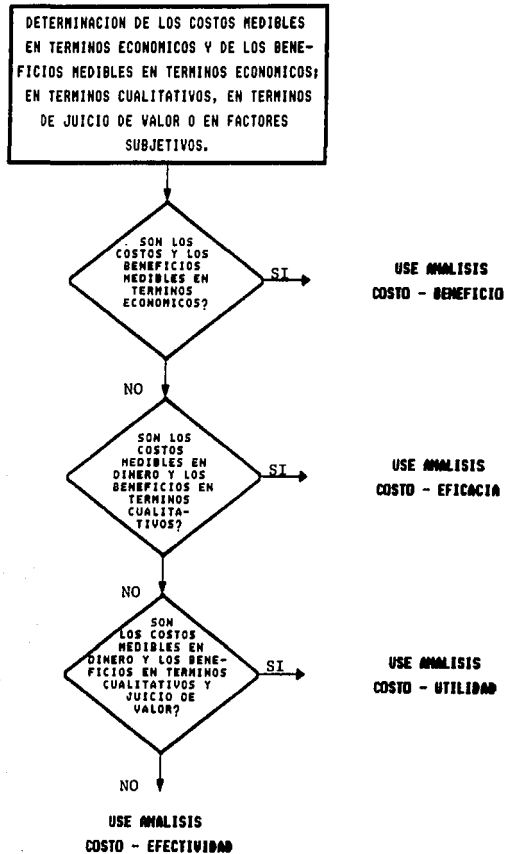 DETERMINACION DE LOS COSTOS MEDIBLES
EN TERMINOS ECONOMICOS Y DE LOS BENE-
FICIOS MEDIBLES EN TERMINOS ECONOMICOS;
EN TERMINOS CUALITATIVOS, EN TERMINOS
DE JUICIO DE VALOR O EN FACTORES
SUBJETIVOS.
SON LOS
COSTOS Y LOS
BENEFICIOS
MEDIBLES EN
TERMINOS
ECONOMICOS?
SI
USE ANALISIS
COSTO - BENEFICIO
NO
SON LOS
COSTOS
MEDIBLES EN
DINERO Y LOS
BENEFICIOS EN
TERMINOS
CUALITA-
TIVOS?
SI
USE ANALISIS
COSTO - EFICACIA
NO
SON
LOS COSTOS
MEDIBLES EN
DINERO Y LOS BENE-
FICIOS EN TERMINOS
CUALITATIVOS Y
JUICIO DE
VALOR?
SI
USE ANALISIS
COSTO - UTILIDAD
NO
USE ANALISIS
COSTO - EFECTIVIDAD